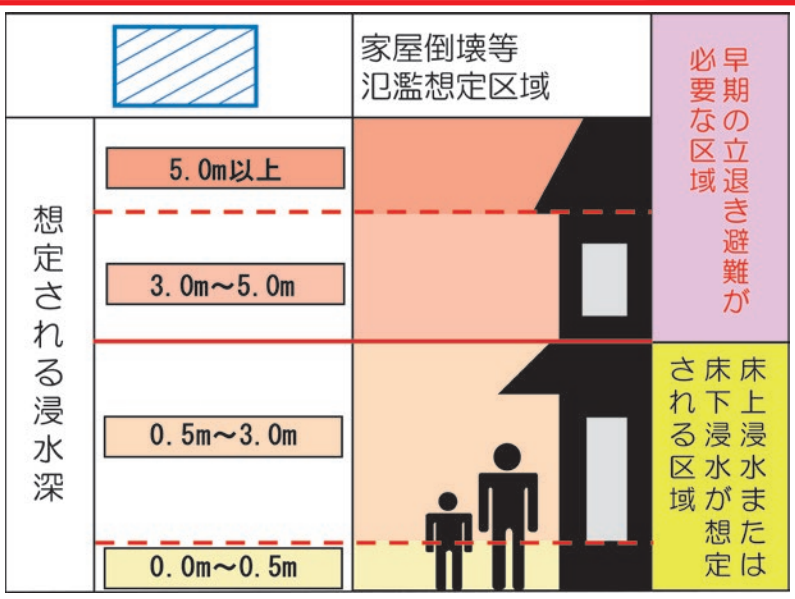 家屋倒壊等
氾濫想定区域
早期の立退き避難が
必要な区域
想定される浸水深
5.0m以上
3.0m～5.0m
0.5m～3.0m
0.0m～0.5m
床上浸水または
床下浸水が想定
される区域